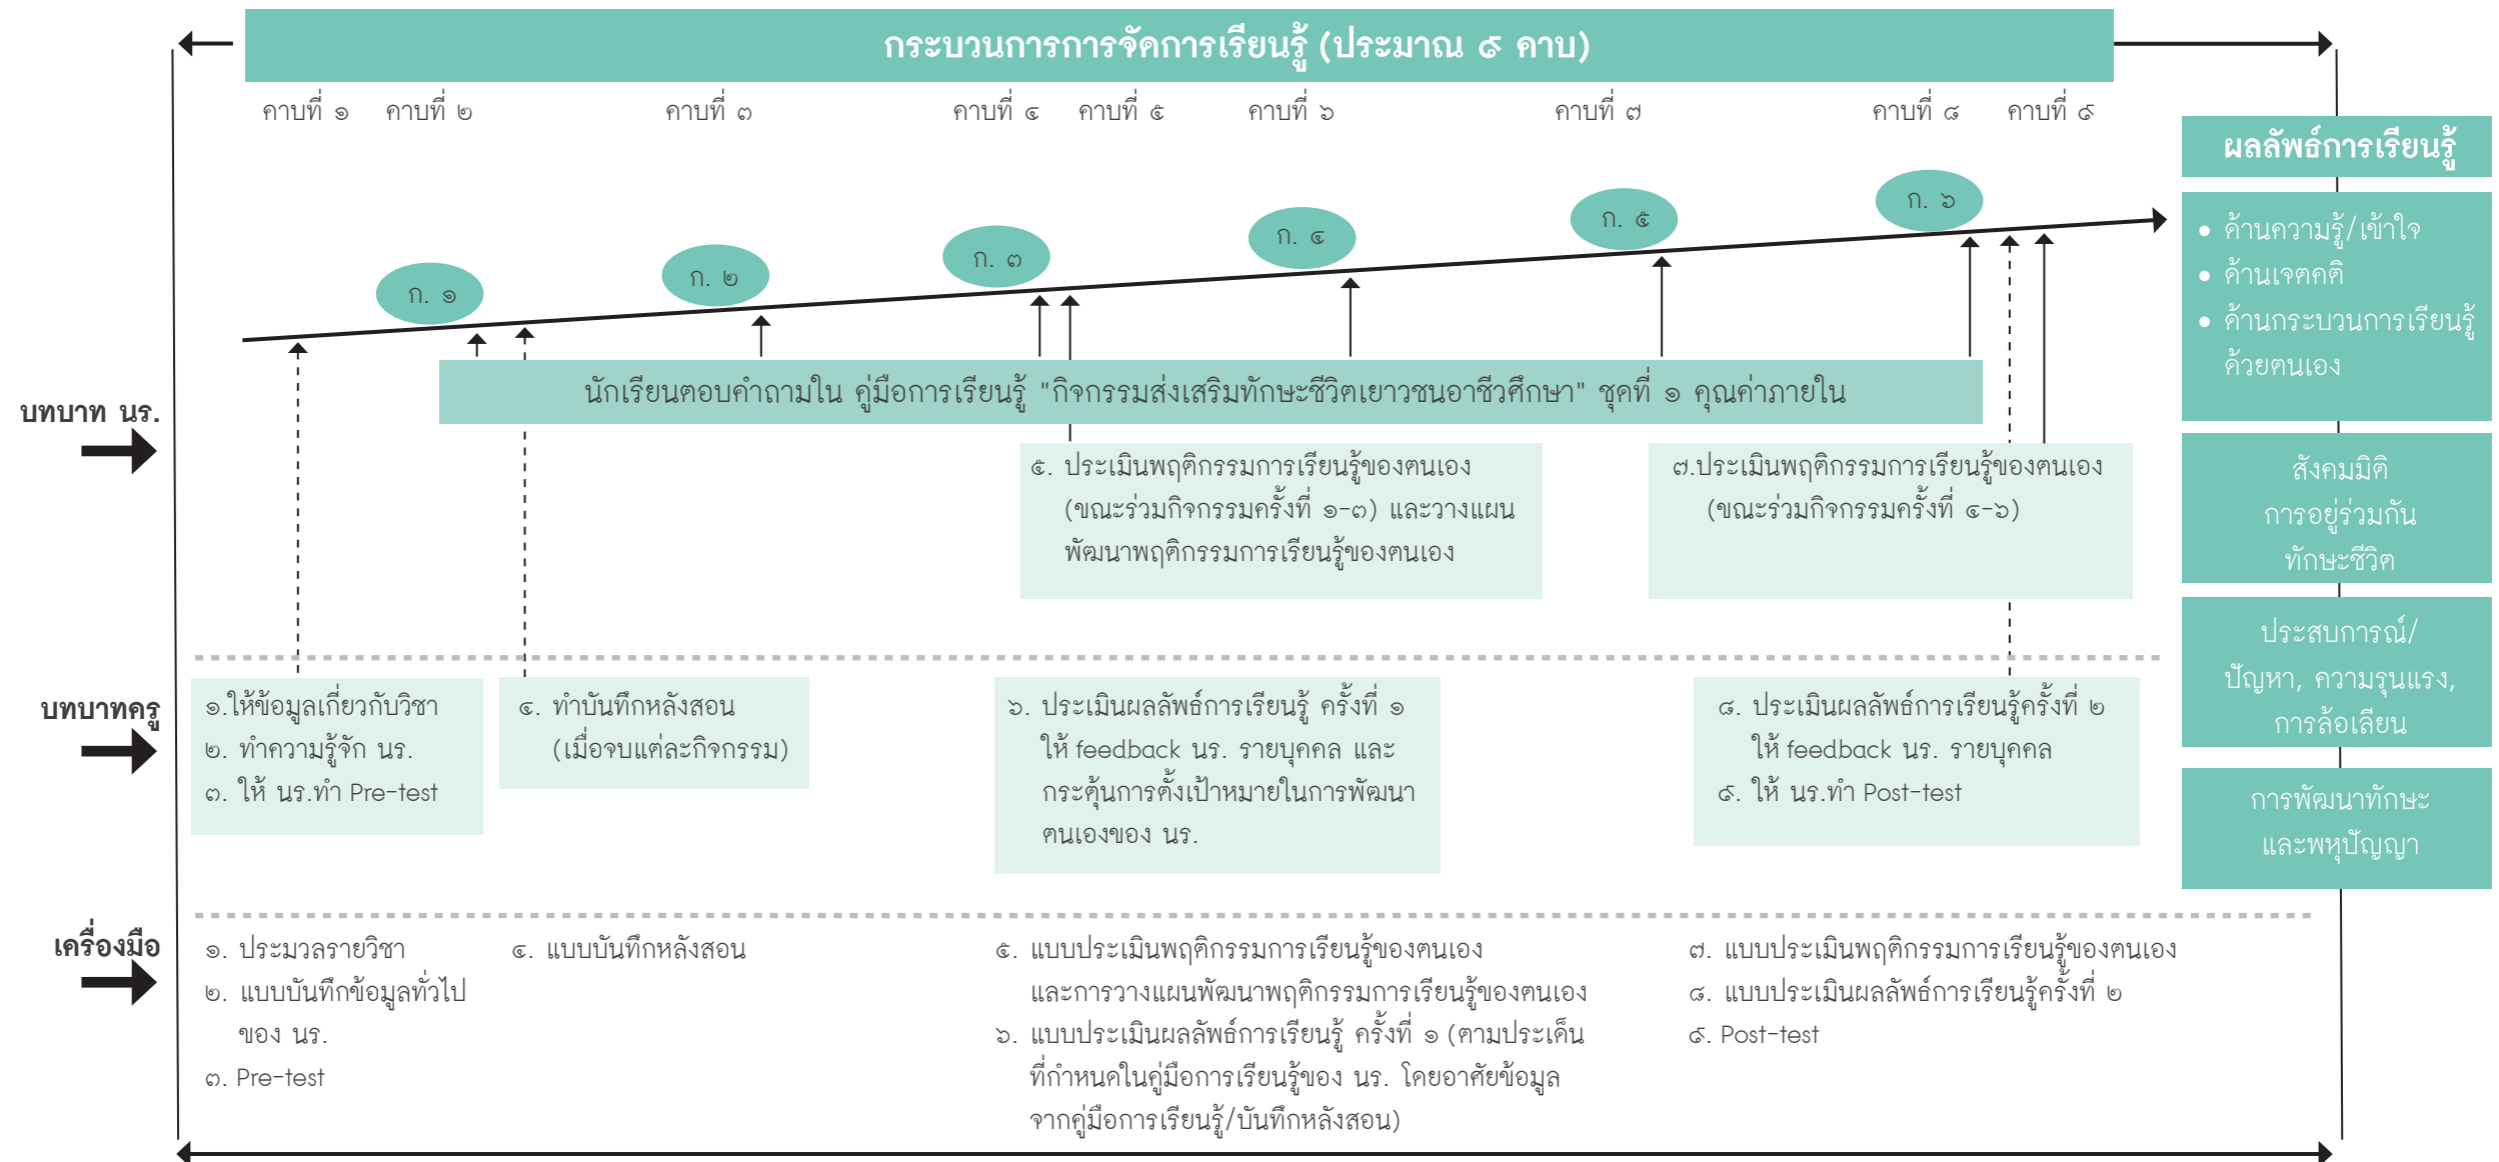 กระบวนการการจัดการเรียนรู้ (ประมาณ ๙ คาบ)
คาบที่ ๑
คาบที่ ๒
คาบที่ ๓
คาบที่ ๔
คาบที่ ๕
คาบที่ ๖
คาบที่ ๗
คาบที่ ๘
คาบที่ ๙
ก. ๑
ก. ๒
ก. ๓
ก. ๔
ก. ๕
ก. ๖
บทบาท นร.
นักเรียนตอบคำถามใน คู่มือการเรียนรู้ "กิจกรรมส่งเสริมทักษะชีวิตเยาวชนอาชีวศึกษา" ชุดที่ ๑ คุณค่าภายใน
๕. ประเมินพฤติกรรมการเรียนรู้ของตนเอง
(ขณะร่วมกิจกรรมครั้งที่ ๑-๓) และวางแผน
พัฒนาพฤติกรรมการเรียนรู้ของตนเอง
๗.ประเมินพฤติกรรมการเรียนรู้ของตนเอง
(ขณะร่วมกิจกรรมครั้งที่ ๔-๖)
บทบาทครู
๑.ให้ข้อมูลเกี่ยวกับวิชา
๒. ทำความรู้จัก นร.
๓. ให้ นร.ทำ Pre-test
๔. ทำบันทึกหลังสอน
(เมื่อจบแต่ละกิจกรรม)
๖. ประเมินผลลัพธ์การเรียนรู้ ครั้งที่ ๑
ให้ feedback นร. รายบุคคล และ
กระตุ้นการตั้งเป้าหมายในการพัฒนา
ตนเองของ นร.
๘. ประเมินผลลัพธ์การเรียนรู้ครั้งที่ ๒
ให้ feedback นร. รายบุคคล
๙. ให้ นร.ทำ Post-test
เครื่องมือ
๑. ประมวลรายวิชา
๒. แบบบันทึกข้อมูลทั่วไป
ของ นร.
๓. Pre-test
๔. แบบบันทึกหลังสอน
๕. แบบประเมินพฤติกรรมการเรียนรู้ของตนเอง
และการวางแผนพัฒนาพฤติกรรมการเรียนรู้ของตนเอง
๖. แบบประเมินผลลัพธ์การเรียนรู้ ครั้งที่ ๑ (ตามประเด็น
ที่กำหนดในคู่มือการเรียนรู้ของ นร. โดยอาศัยข้อมูล
จากคู่มือการเรียนรู้/บันทึกหลังสอน)
๗. แบบประเมินพฤติกรรมการเรียนรู้ของตนเอง
๘. แบบประเมินผลลัพธ์การเรียนรู้ครั้งที่ ๒
๙. Post-test
ผลลัพธ์การเรียนรู้
• ด้านความรู้/เข้าใจ
• ด้านเจตคติ
• ด้านกระบวนการเรียนรู้
ด้วยตนเอง
สังคมมิติ
การอยู่ร่วมกัน
ทักษะชีวิต
ประสบการณ์/
ปัญหา, ความรุนแรง,
การล้อเลียน
การพัฒนาทักษะ
และพหุปัญญา